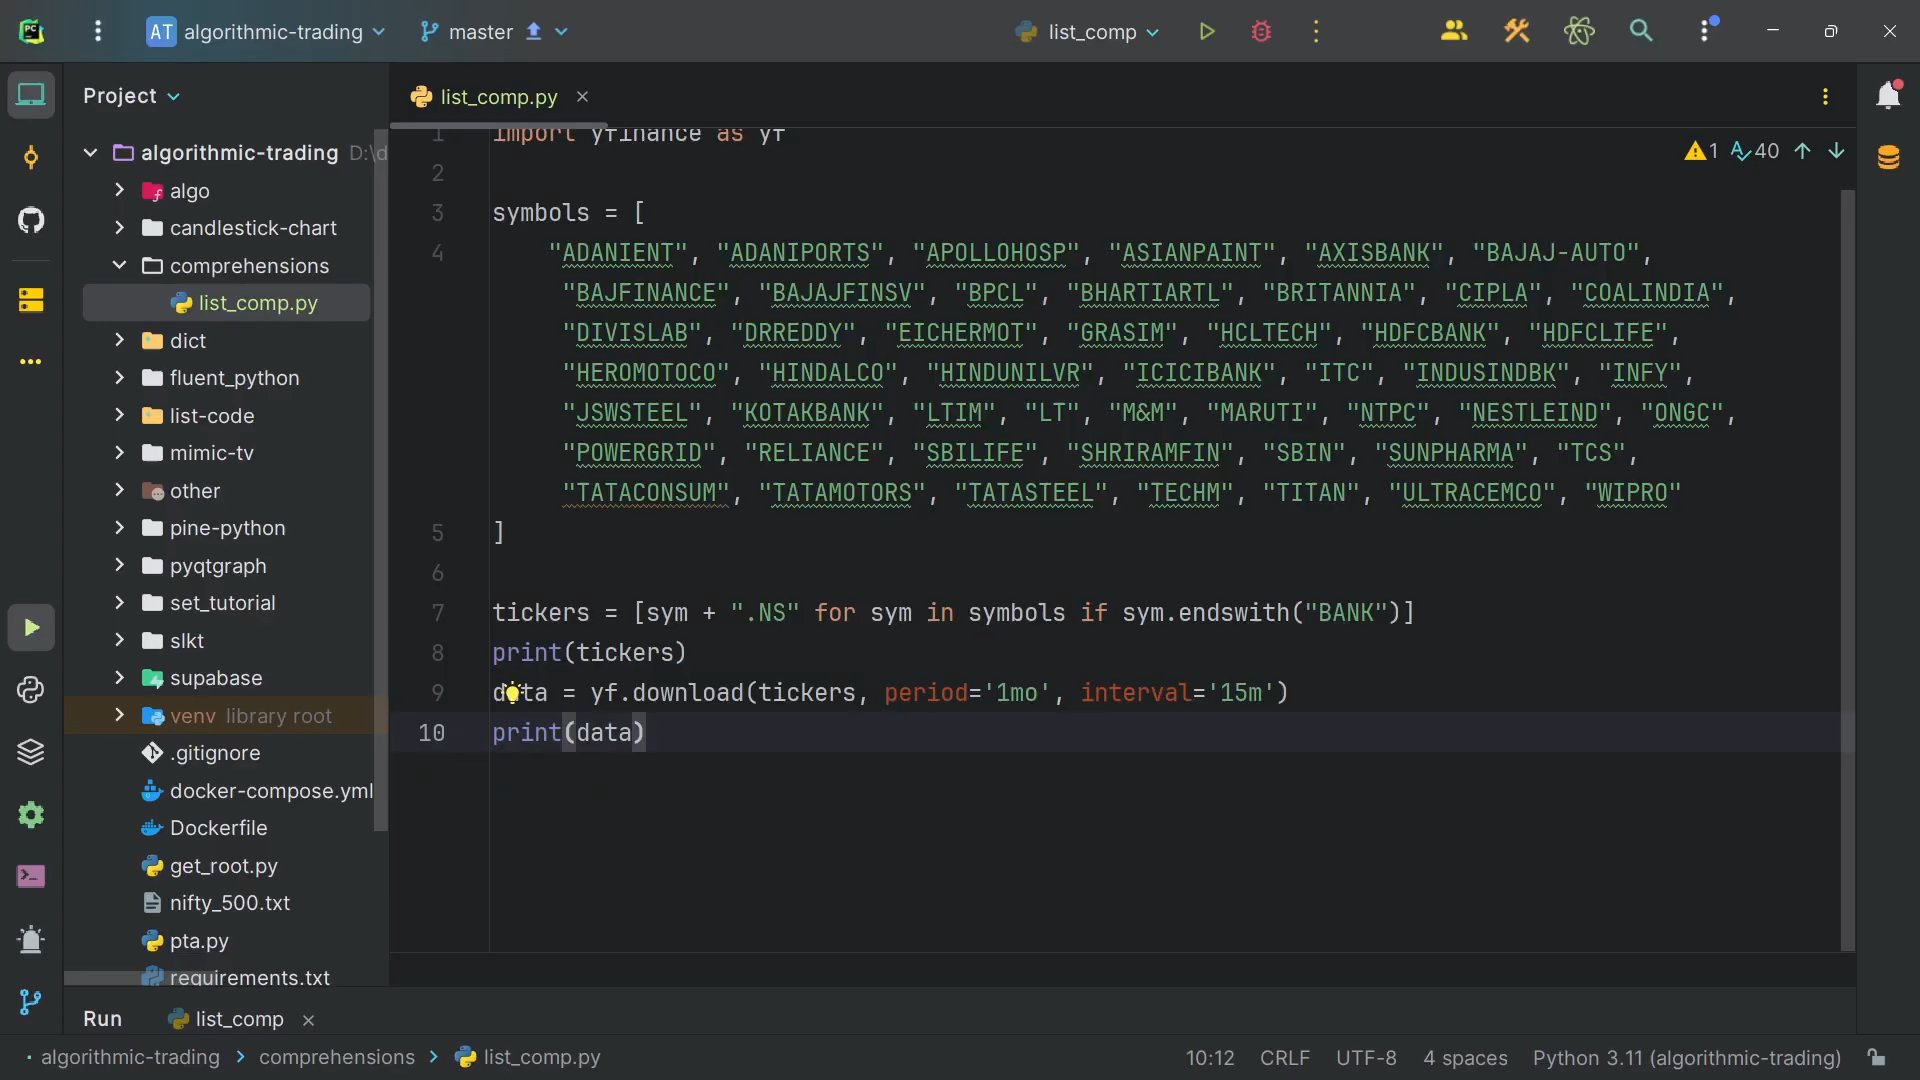 PC
AT algorithmic-trading
master
list_comp
Project
list_comp.py
algorithmic-trading D:\d
algo
candlestick-chart
comprehensions
list_comp.py
dict
fluent_python
list-code
mimic-tv
other
pine-python
pyqtgraph
set_tutorial
slkt
supabase
venv library root
.gitignore
docker-compose.yml
Dockerfile
get_root.py
nifty_500.txt
pta.py
requirements.txt
1 import yfinance as yf
1 40
2
3 symbols = [
4 "ADANIENT", "ADANIPORTS", "APOLLOHOSP", "ASIANPAINT", "AXISBANK", "BAJAJ-AUTO",
"BAJFINANCE", "BAJAJFINSV", "BPCL", "BHARTIARTL", "BRITANNIA", "CIPLA", "COALINDIA",
"DIVISLAB", "DRREDDY", "EICHERMOT", "GRASIM", "HCLTECH", "HDFCBANK", "HDFCLIFE",
"HEROMOTOCO", "HINDALCO", "HINDUNILVR", "ICICIBANK", "ITC", "INDUSINDBK", "INFY",
"JSWSTEEL", "KOTAKBANK", "LTIM", "LT", "M&M", "MARUTI", "NTPC", "NESTLEIND", "ONGC",
"POWERGRID", "RELIANCE", "SBILIFE", "SHRIRAMFIN", "SBIN", "SUNPHARMA", "TCS",
"TATACONSUM", "TATAMOTORS", "TATASTEEL", "TECHM", "TITAN", "ULTRACEMCO", "WIPRO"
5 ]
6
7 tickers = [sym + ".NS" for sym in symbols if sym.endswith("BANK")]
8 print(tickers)
9 data = yf.download(tickers, period='1mo', interval='15m')
10 print(data)
Run list_comp
algorithmic-trading > comprehensions > list_comp.py
10:12 CRLF UTF-8 4 spaces Python 3.11 (algorithmic-trading)